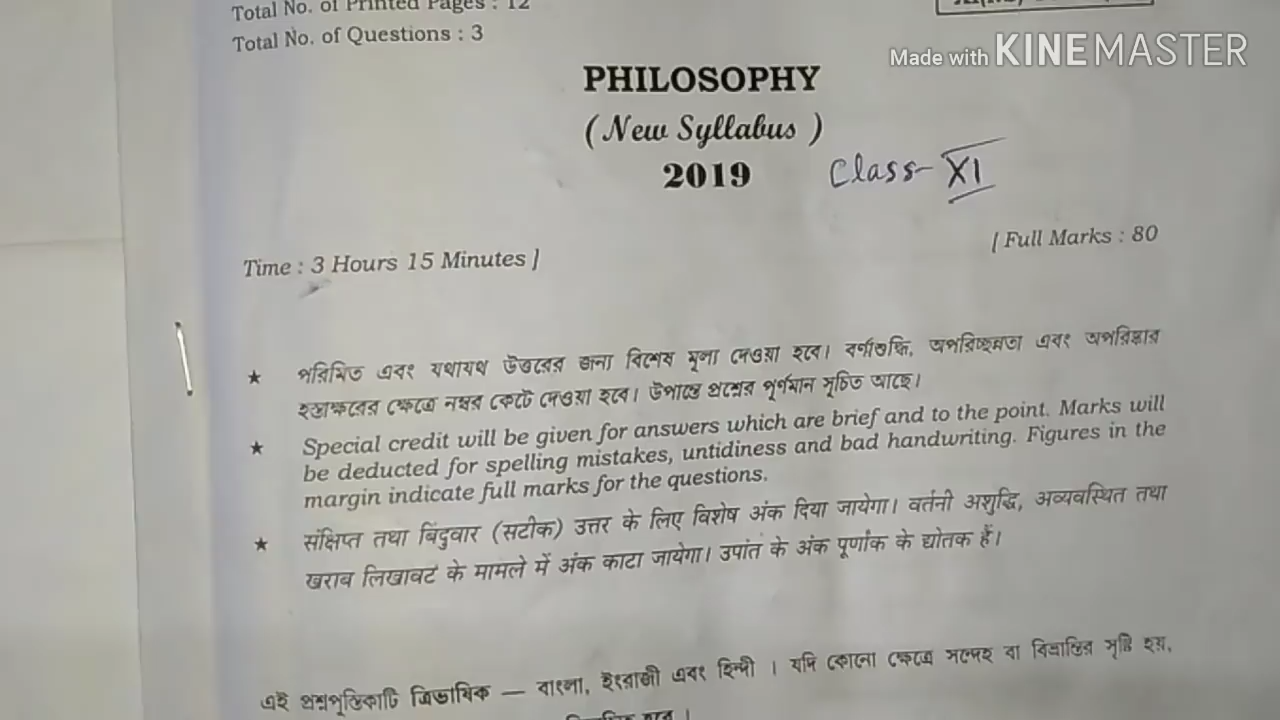 Total No. of Printed Pages : 12
Total No. of Questions : 3
Made with KINEMASTER
PHILOSOPHY
( New Syllabus )
2019 Class- XI
[ Full Marks : 80
Time : 3 Hours 15 Minutes ]
★ পরিমিত এবং যথাযথ উত্তরের জন্য বিশেষ মূল্য দেওয়া হবে। বর্ণাশুদ্ধি, অপরিচ্ছন্নতা এবং অপরিষ্কার
হস্তাক্ষরের ক্ষেত্রে নম্বর কেটে দেওয়া হবে। উপান্তে প্রশ্নের পূর্ণমান সূচিত আছে।
★ Special credit will be given for answers which are brief and to the point. Marks will
be deducted for spelling mistakes, untidiness and bad handwriting. Figures in the
margin indicate full marks for the questions.
★ संक्षिप्त तथा बिंदुवार (सटीक) उत्तर के लिए विशेष अंक दिया जायेगा। वर्तनी अशुद्धि, अव्यवस्थित तथा
खराब लिखावट के मामले में अंक काटा जायेगा। उपांत के अंक पूर्णांक के द्योतक हैं।
এই প্রশ্নপুস্তিকাটি ত্রিভাষিক — বাংলা, ইংরাজী এবং হিন্দী । যদি কোনো ক্ষেত্রে সন্দেহ বা বিভ্রান্তির সৃষ্টি হয়,